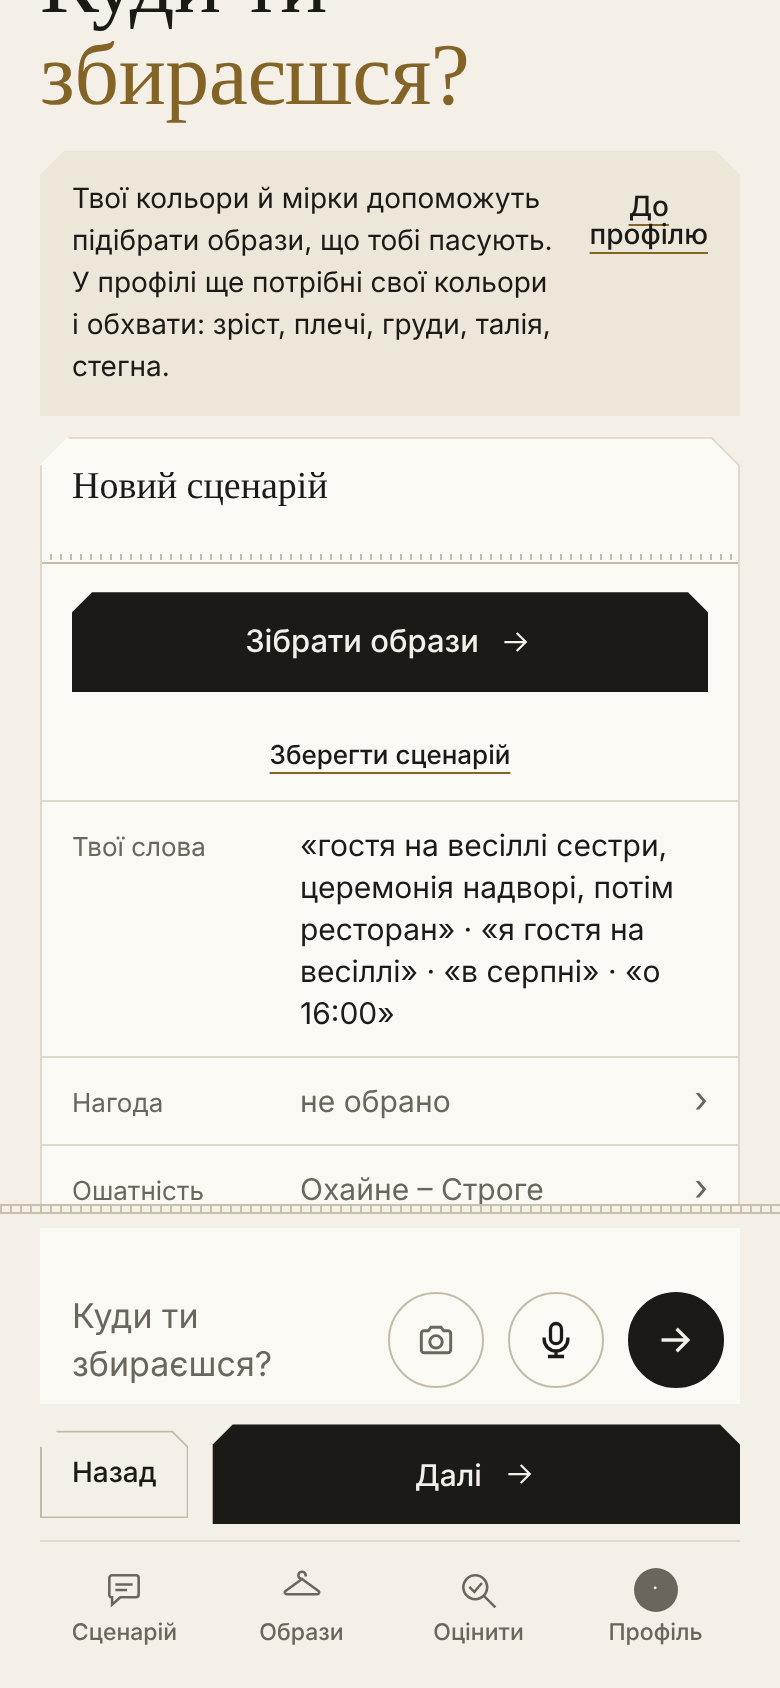 Куди ти
збираєшся?
Твої кольори й мірки допоможуть
підібрати образи, що тобі пасують.
У профілі ще потрібні свої кольори
і обхвати: зріст, плечі, груди, талія,
стегна.
До
профілю
Новий сценарій
Зібрати образи →
Зберегти сценарій
Твої слова
«гостя на весіллі сестри,
церемонія надворі, потім
ресторан» · «я гостя на
весіллі» · «в серпні» · «о
16:00»
Нагода
не обрано
Ошатність
Охайне – Строге
Куди ти
збираєшся?
Назад
Далі →
Сценарій
Образи
Оцінити
Профіль